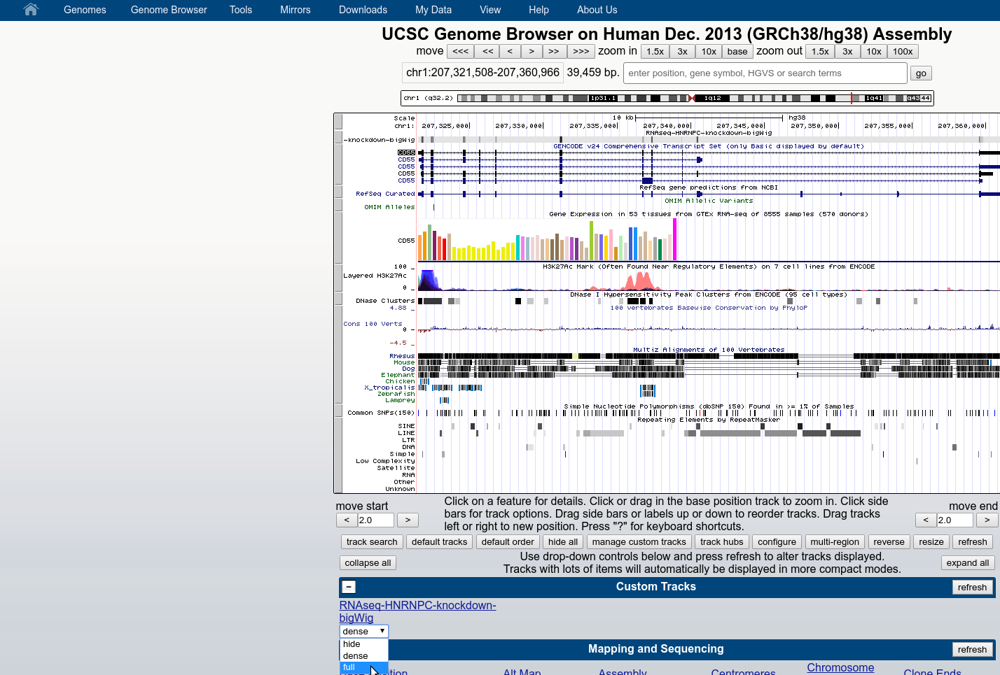 Genomes Genome Browser Tools Mirrors Downloads My Data View Help About Us
UCSC Genome Browser on Human Dec. 2013 (GRCh38/hg38) Assembly
move <<< << < > >> >>> zoom in 1.5x 3x 10x base zoom out 1.5x 3x 10x 100x
chr1:207,321,508-207,360,966 39,459 bp. enter position, gene symbol, HGVS or search terms go
chr1 (q32.2) 1p31.1 1q12 1q41 q43 44
Scale 10 kb hg38
chr1: 207,325,000 207,330,000 207,335,000 207,340,000 207,345,000 207,350,000 207,355,000 207,360,000
RNAseq-HNRNPC-knockdown-bigWig
-knockdown-bigWig
GENCODE v24 Comprehensive Transcript Set (only Basic displayed by default)
CD55
CD55
CD55
CD55
CD55
RefSeq gene predictions from NCBI
RefSeq Curated
OMIM Allelic Variants
OMIM Alleles
Gene Expression in 53 tissues from GTEx RNA-seq of 8555 samples (570 donors)
CD55
H3K27Ac Mark (Often Found Near Regulatory Elements) on 7 cell lines from ENCODE
100 _
Layered H3K27Ac
0 _
DNase I Hypersensitivity Peak Clusters from ENCODE (95 cell types)
DNase Clusters
100 vertebrates Basewise Conservation by PhyloP
4.88 _
Cons 100 Verts
0 _
-4.5 _
Multiz Alignments of 100 Vertebrates
Rhesus
Mouse
Dog
Elephant
Chicken
X_tropicalis
Zebrafish
Lamprey
Simple Nucleotide Polymorphisms (dbSNP 150) Found in >= 1% of Samples
Common SNPs(150)
Repeating Elements by RepeatMasker
SINE
LINE
LTR
DNA
Simple
Low Complexity
Satellite
RNA
Other
Unknown
move start
< 2.0 >
Click on a feature for details. Click or drag in the base position track to zoom in. Click side
bars for track options. Drag side bars or labels up or down to reorder tracks. Drag tracks
left or right to new position. Press "?" for keyboard shortcuts.
move end
< 2.0 >
track search default tracks default order hide all manage custom tracks track hubs configure multi-region reverse resize refresh
collapse all
Use drop-down controls below and press refresh to alter tracks displayed.
Tracks with lots of items will automatically be displayed in more compact modes.
expand all
- Custom Tracks refresh
RNAseq-HNRNPC-knockdown-
bigWig
dense
hide
dense
full
Mapping and Sequencing refresh
Alt Map Assembly Centromeres Chromosome Clone Ends